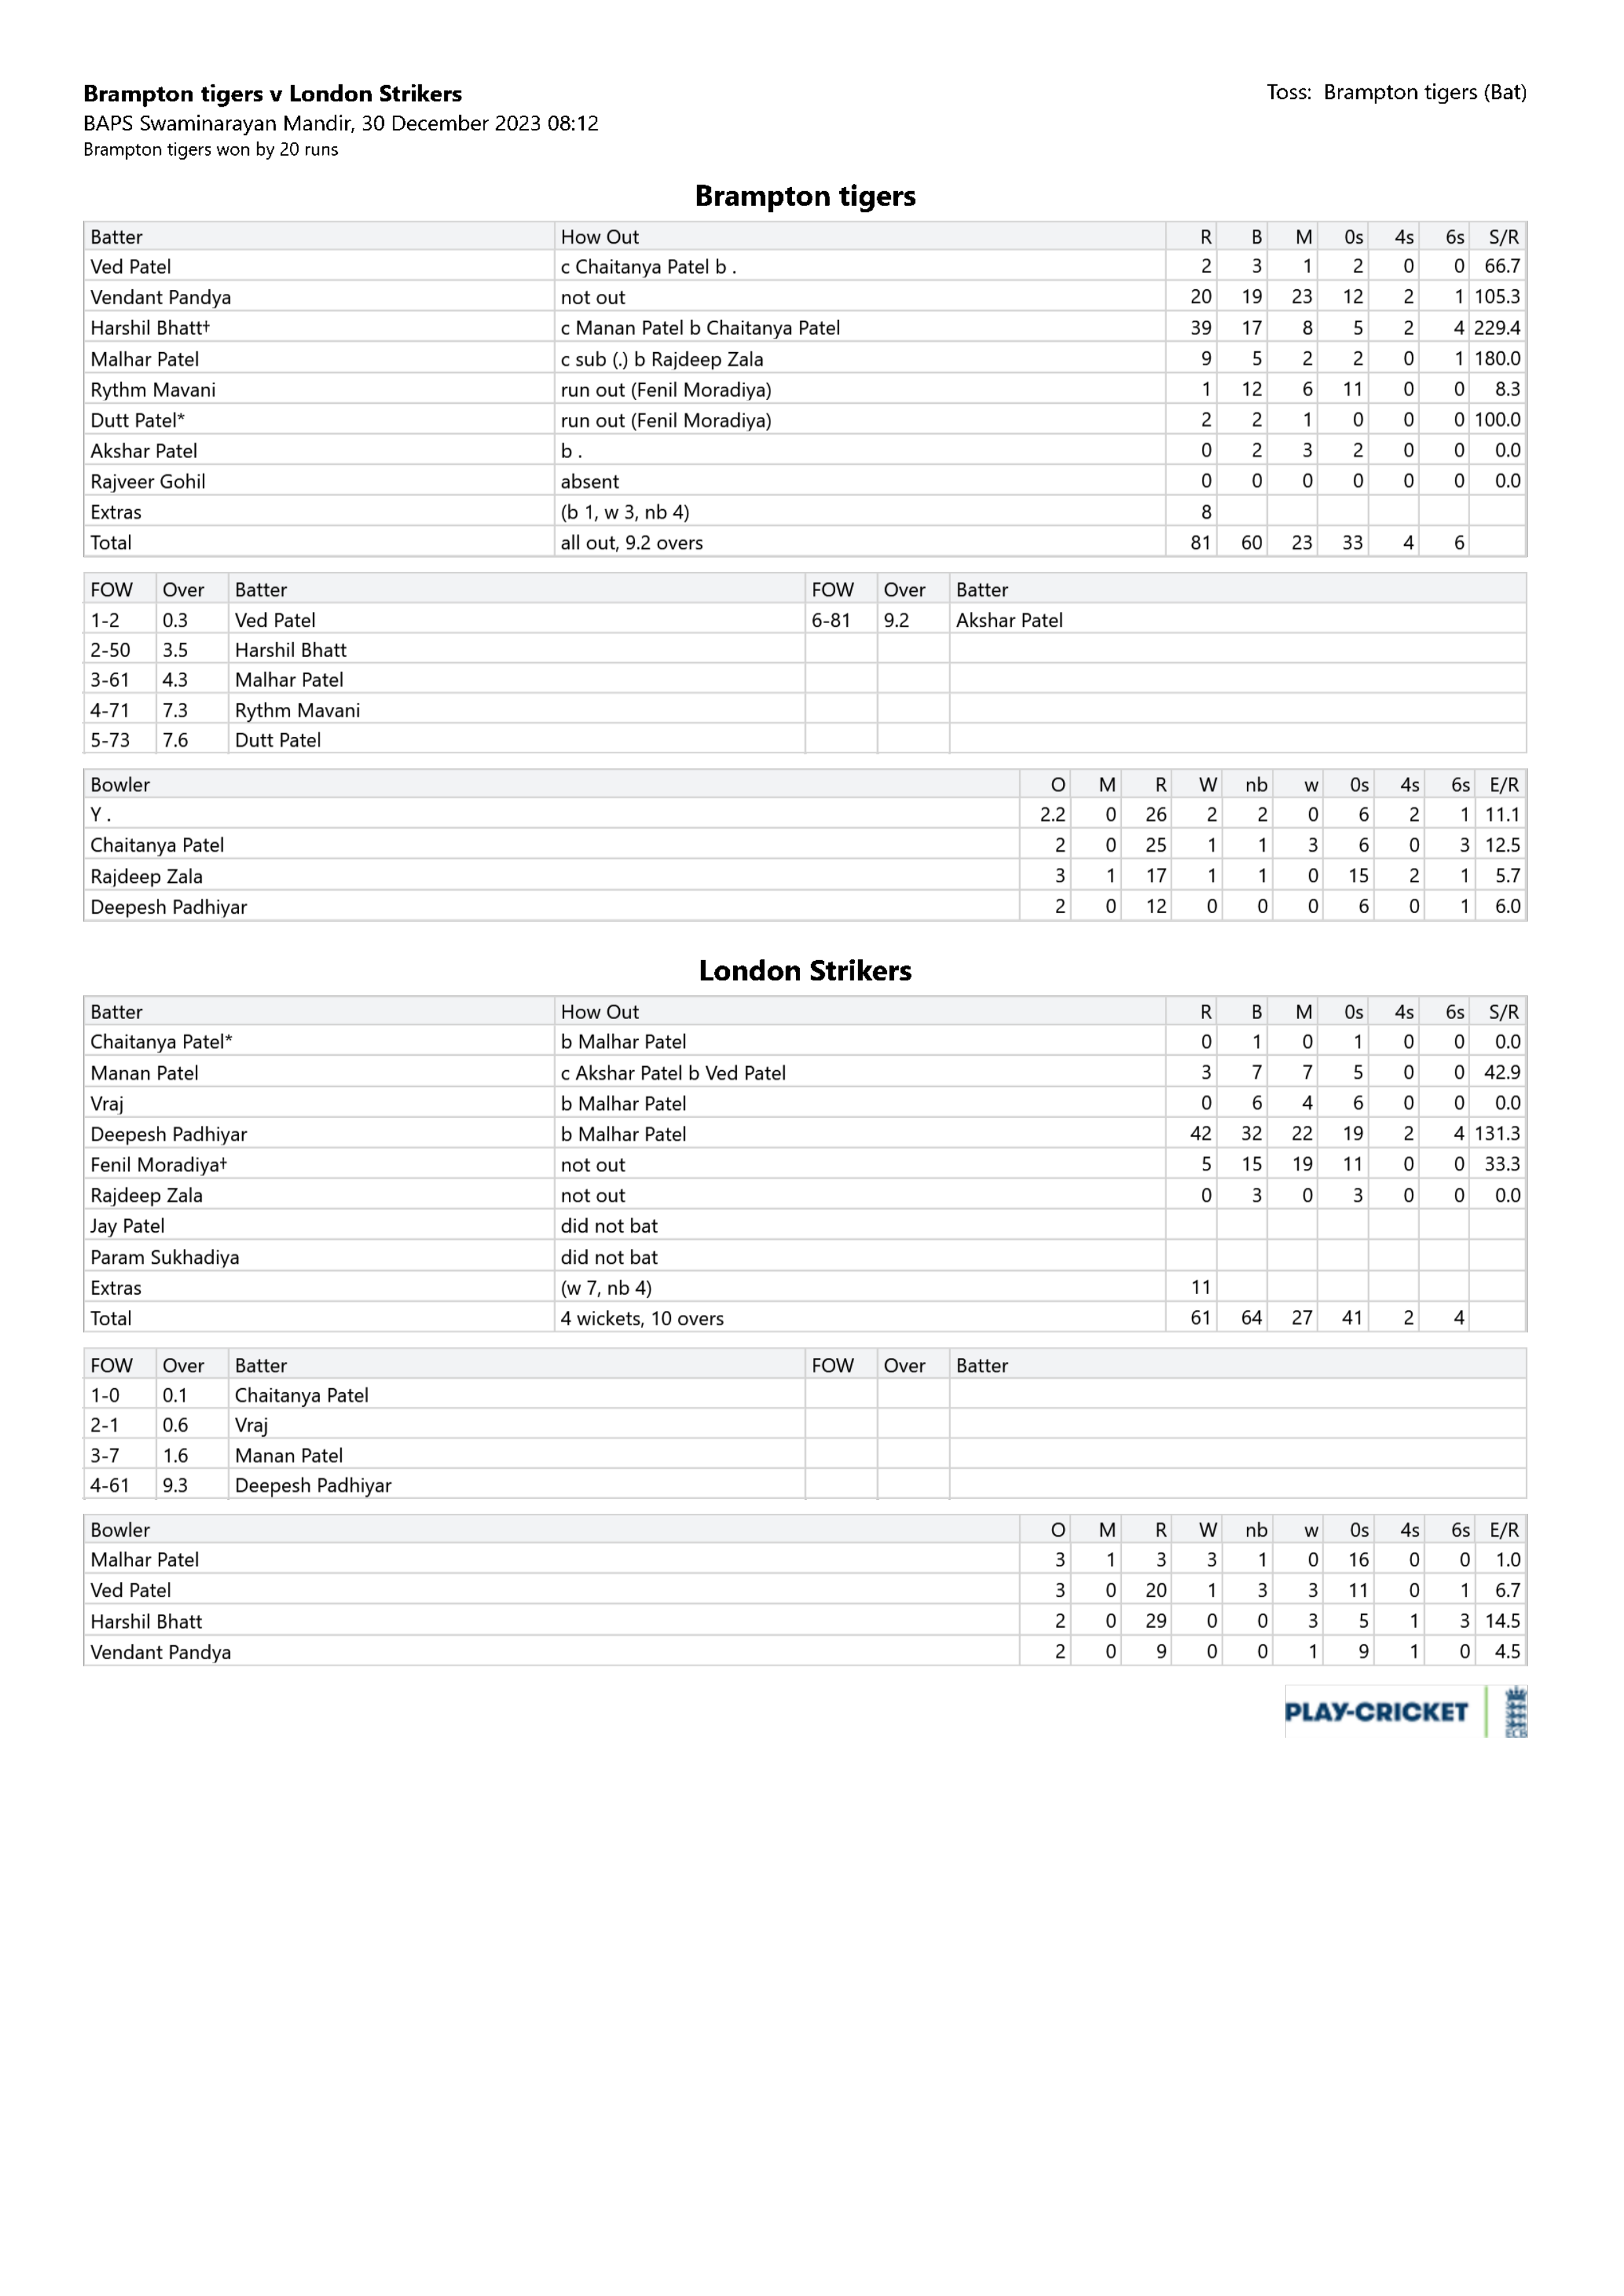 Brampton tigers v London Strikers Toss: Brampton tigers (Bat)
BAPS Swaminarayan Mandir, 30 December 2023 08:12
Brampton tigers won by 20 runs
Brampton tigers
Batter How Out R B M 0s 4s 6s S/R
Ved Patel c Chaitanya Patel b . 2 3 1 2 0 0 66.7
Vendant Pandya not out 20 19 23 12 2 1 105.3
Harshil Bhatt† c Manan Patel b Chaitanya Patel 39 17 8 5 2 4 229.4
Malhar Patel c sub (.) b Rajdeep Zala 9 5 2 2 0 1 180.0
Rythm Mavani run out (Fenil Moradiya) 1 12 6 11 0 0 8.3
Dutt Patel* run out (Fenil Moradiya) 2 2 1 0 0 0 100.0
Akshar Patel b . 0 2 3 2 0 0 0.0
Rajveer Gohil absent 0 0 0 0 0 0 0.0
Extras (b 1, w 3, nb 4) 8
Total all out, 9.2 overs 81 60 23 33 4 6
FOW Over Batter FOW Over Batter
1-2 0.3 Ved Patel 6-81 9.2 Akshar Patel
2-50 3.5 Harshil Bhatt
3-61 4.3 Malhar Patel
4-71 7.3 Rythm Mavani
5-73 7.6 Dutt Patel
Bowler O M R W nb w 0s 4s 6s E/R
Y . 2.2 0 26 2 2 0 6 2 1 11.1
Chaitanya Patel 2 0 25 1 1 3 6 0 3 12.5
Rajdeep Zala 3 1 17 1 1 0 15 2 1 5.7
Deepesh Padhiyar 2 0 12 0 0 0 6 0 1 6.0
London Strikers
Batter How Out R B M 0s 4s 6s S/R
Chaitanya Patel* b Malhar Patel 0 1 0 1 0 0 0.0
Manan Patel c Akshar Patel b Ved Patel 3 7 7 5 0 0 42.9
Vraj b Malhar Patel 0 6 4 6 0 0 0.0
Deepesh Padhiyar b Malhar Patel 42 32 22 19 2 4 131.3
Fenil Moradiya† not out 5 15 19 11 0 0 33.3
Rajdeep Zala not out 0 3 0 3 0 0 0.0
Jay Patel did not bat
Param Sukhadiya did not bat
Extras (w 7, nb 4) 11
Total 4 wickets, 10 overs 61 64 27 41 2 4
FOW Over Batter FOW Over Batter
1-0 0.1 Chaitanya Patel
2-1 0.6 Vraj
3-7 1.6 Manan Patel
4-61 9.3 Deepesh Padhiyar
Bowler O M R W nb w 0s 4s 6s E/R
Malhar Patel 3 1 3 3 1 0 16 0 0 1.0
Ved Patel 3 0 20 1 3 3 11 0 1 6.7
Harshil Bhatt 2 0 29 0 0 3 5 1 3 14.5
Vendant Pandya 2 0 9 0 0 1 9 1 0 4.5
PLAY-CRICKET ECB